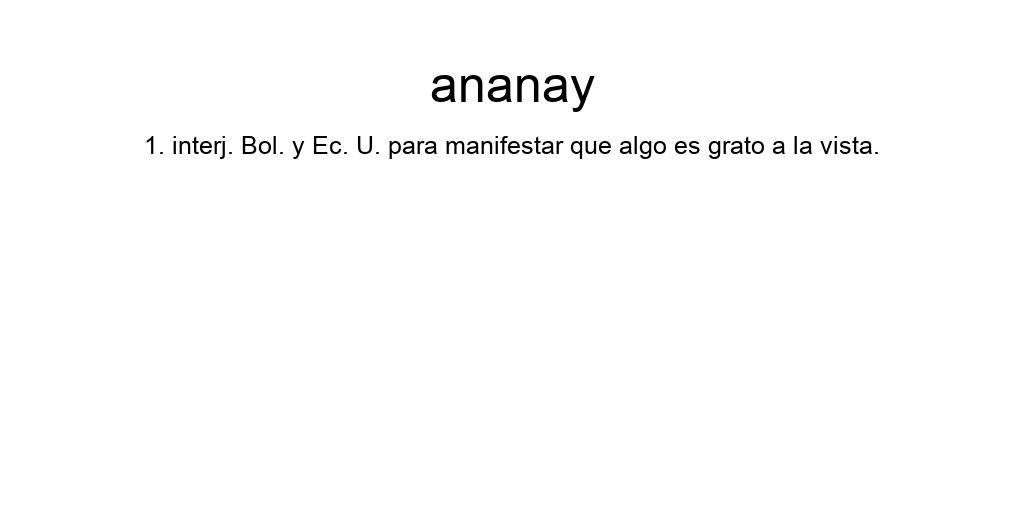 ananay
1. interj. Bol. y Ec. U. para manifestar que algo es grato a la vista.